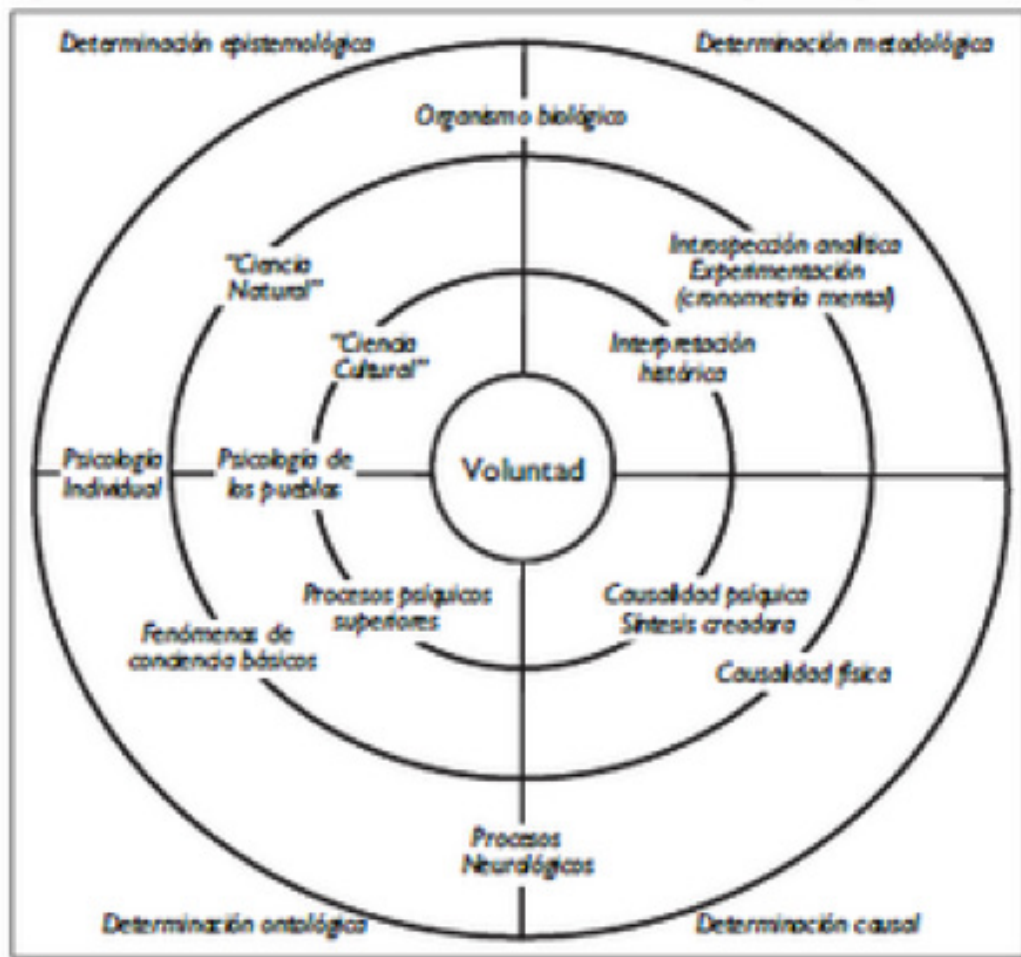 Determinación epistemológica
Determinación metodológica
Organismo biológico
"Ciencia
Natural"
Introspección analítica
Experimentación
(cronometría mental)
"Ciencia
Cultural"
Interpretación
histórica
Psicología
Individual
Psicología de
los pueblos
Voluntad
Procesos psíquicos
superiores
Causalidad psíquica
Síntesis creadora
Fenómenos de
conciencia básicos
Causalidad física
Procesos
Neurológicos
Determinación ontológica
Determinación causal